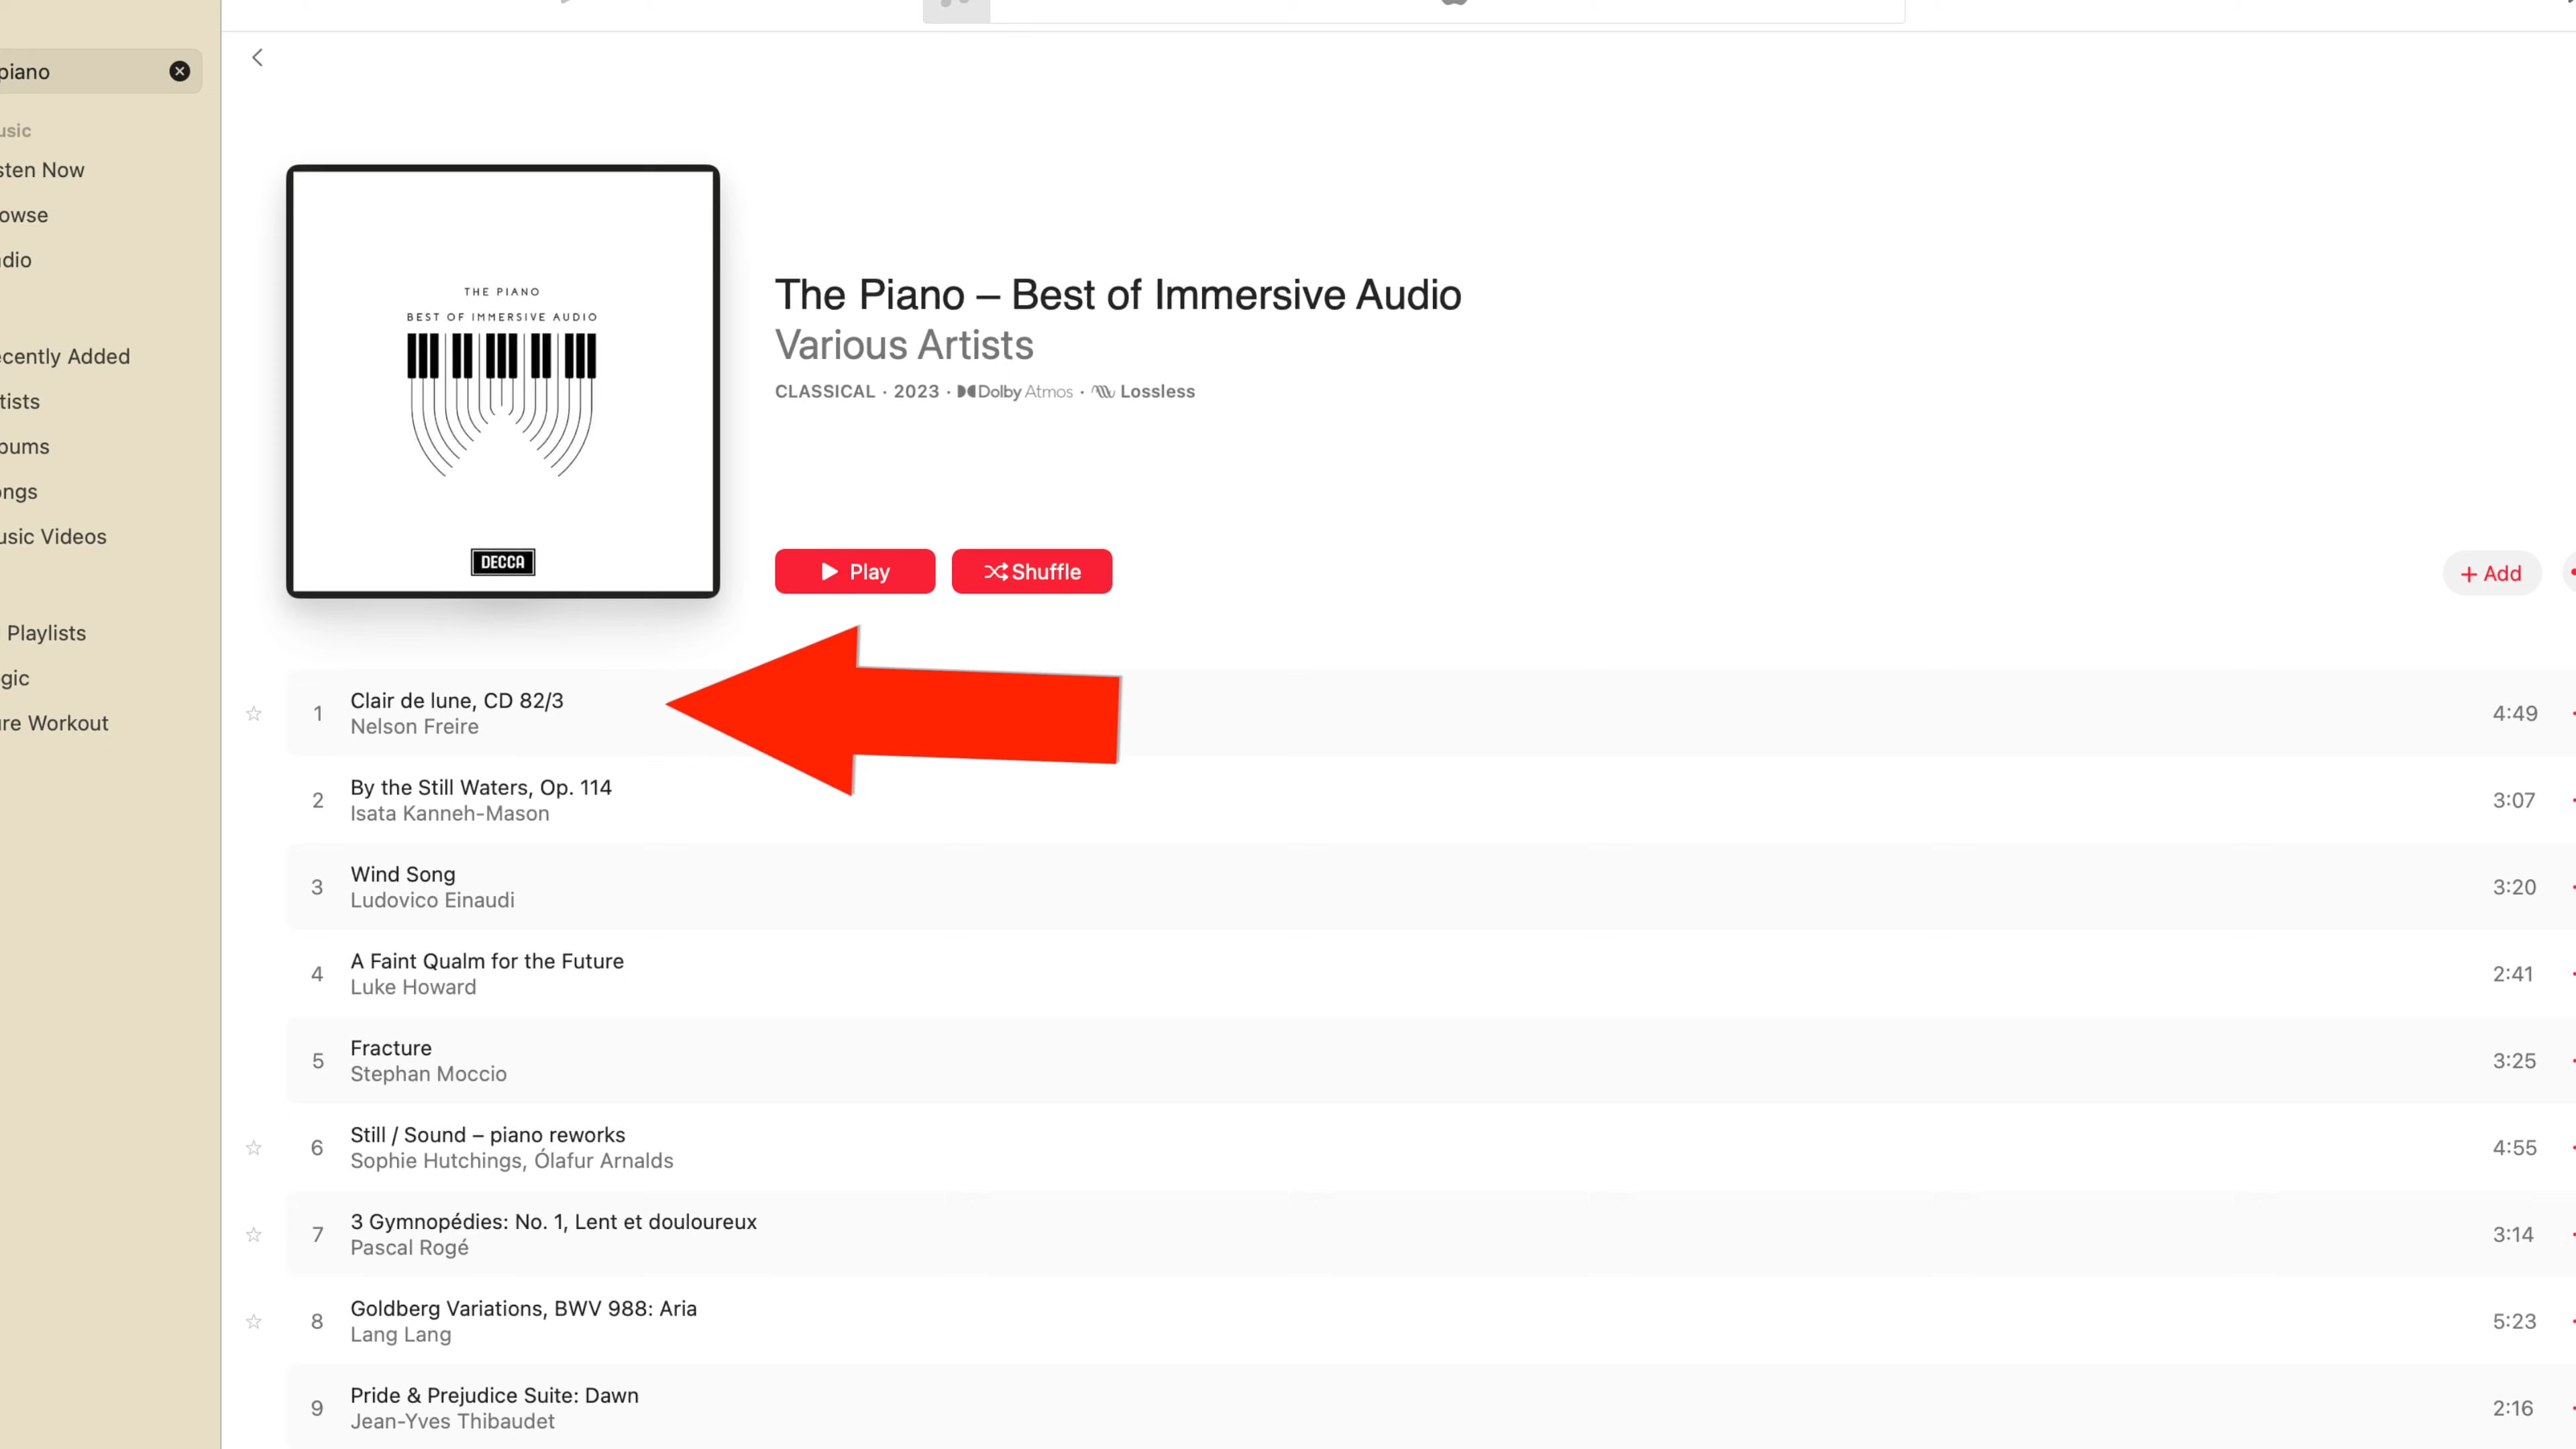 piano
usic
sten Now
owse
dio
ecently Added
tists
bums
ngs
usic Videos
Playlists
gic
re Workout
THE PIANO
BEST OF IMMERSIVE AUDIO
DECCA
The Piano – Best of Immersive Audio
Various Artists
CLASSICAL · 2023 · Dolby Atmos · Lossless
Play
Shuffle
+ Add
1 Clair de lune, CD 82/3 4:49
Nelson Freire
2 By the Still Waters, Op. 114 3:07
Isata Kanneh-Mason
3 Wind Song 3:20
Ludovico Einaudi
4 A Faint Qualm for the Future 2:41
Luke Howard
5 Fracture 3:25
Stephan Moccio
6 Still / Sound – piano reworks 4:55
Sophie Hutchings, Ólafur Arnalds
7 3 Gymnopédies: No. 1, Lent et douloureux 3:14
Pascal Rogé
8 Goldberg Variations, BWV 988: Aria 5:23
Lang Lang
9 Pride & Prejudice Suite: Dawn 2:16
Jean-Yves Thibaudet